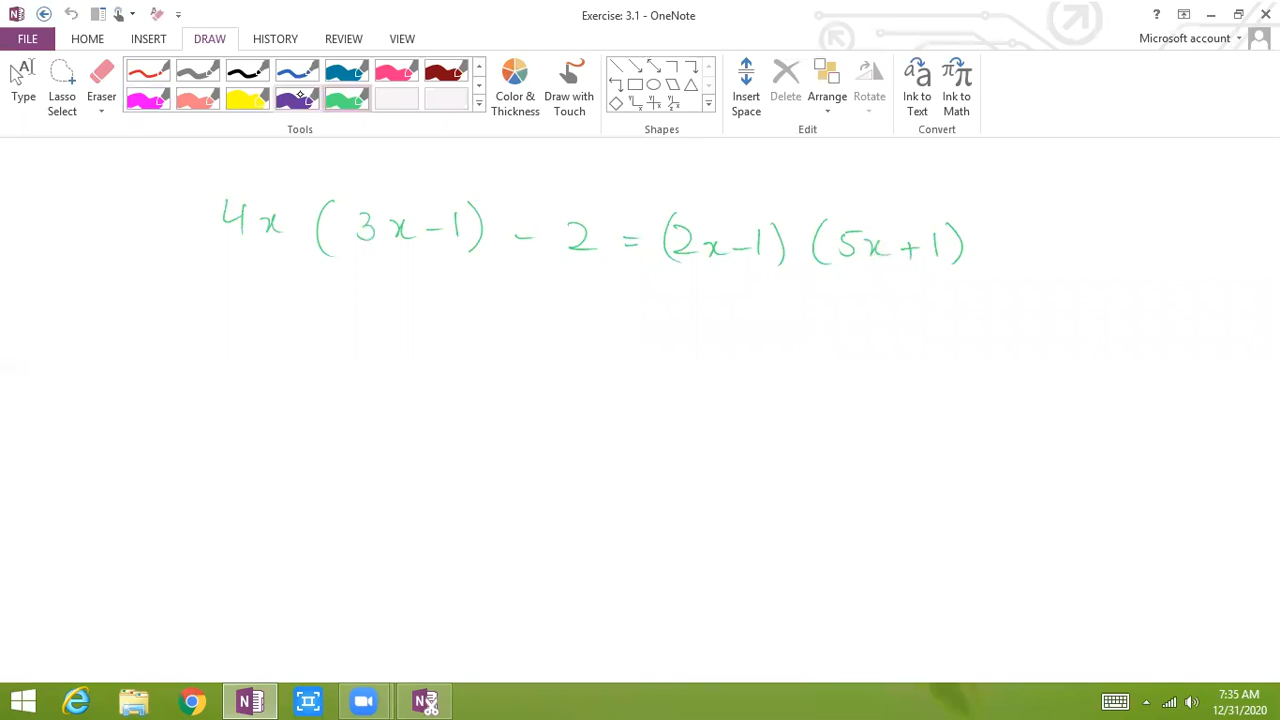 Exercise: 3.1 - OneNote
?
FILE HOME INSERT DRAW HISTORY REVIEW VIEW
Microsoft account
Type
Lasso Select
Eraser
Color & Thickness
Draw with Touch
Insert Space
Delete
Arrange
Rotate
Ink to Text
Ink to Math
Tools Shapes Edit Convert
4x (3x-1) - 2 = (2x-1) (5x+1)
7:35 AM
12/31/2020